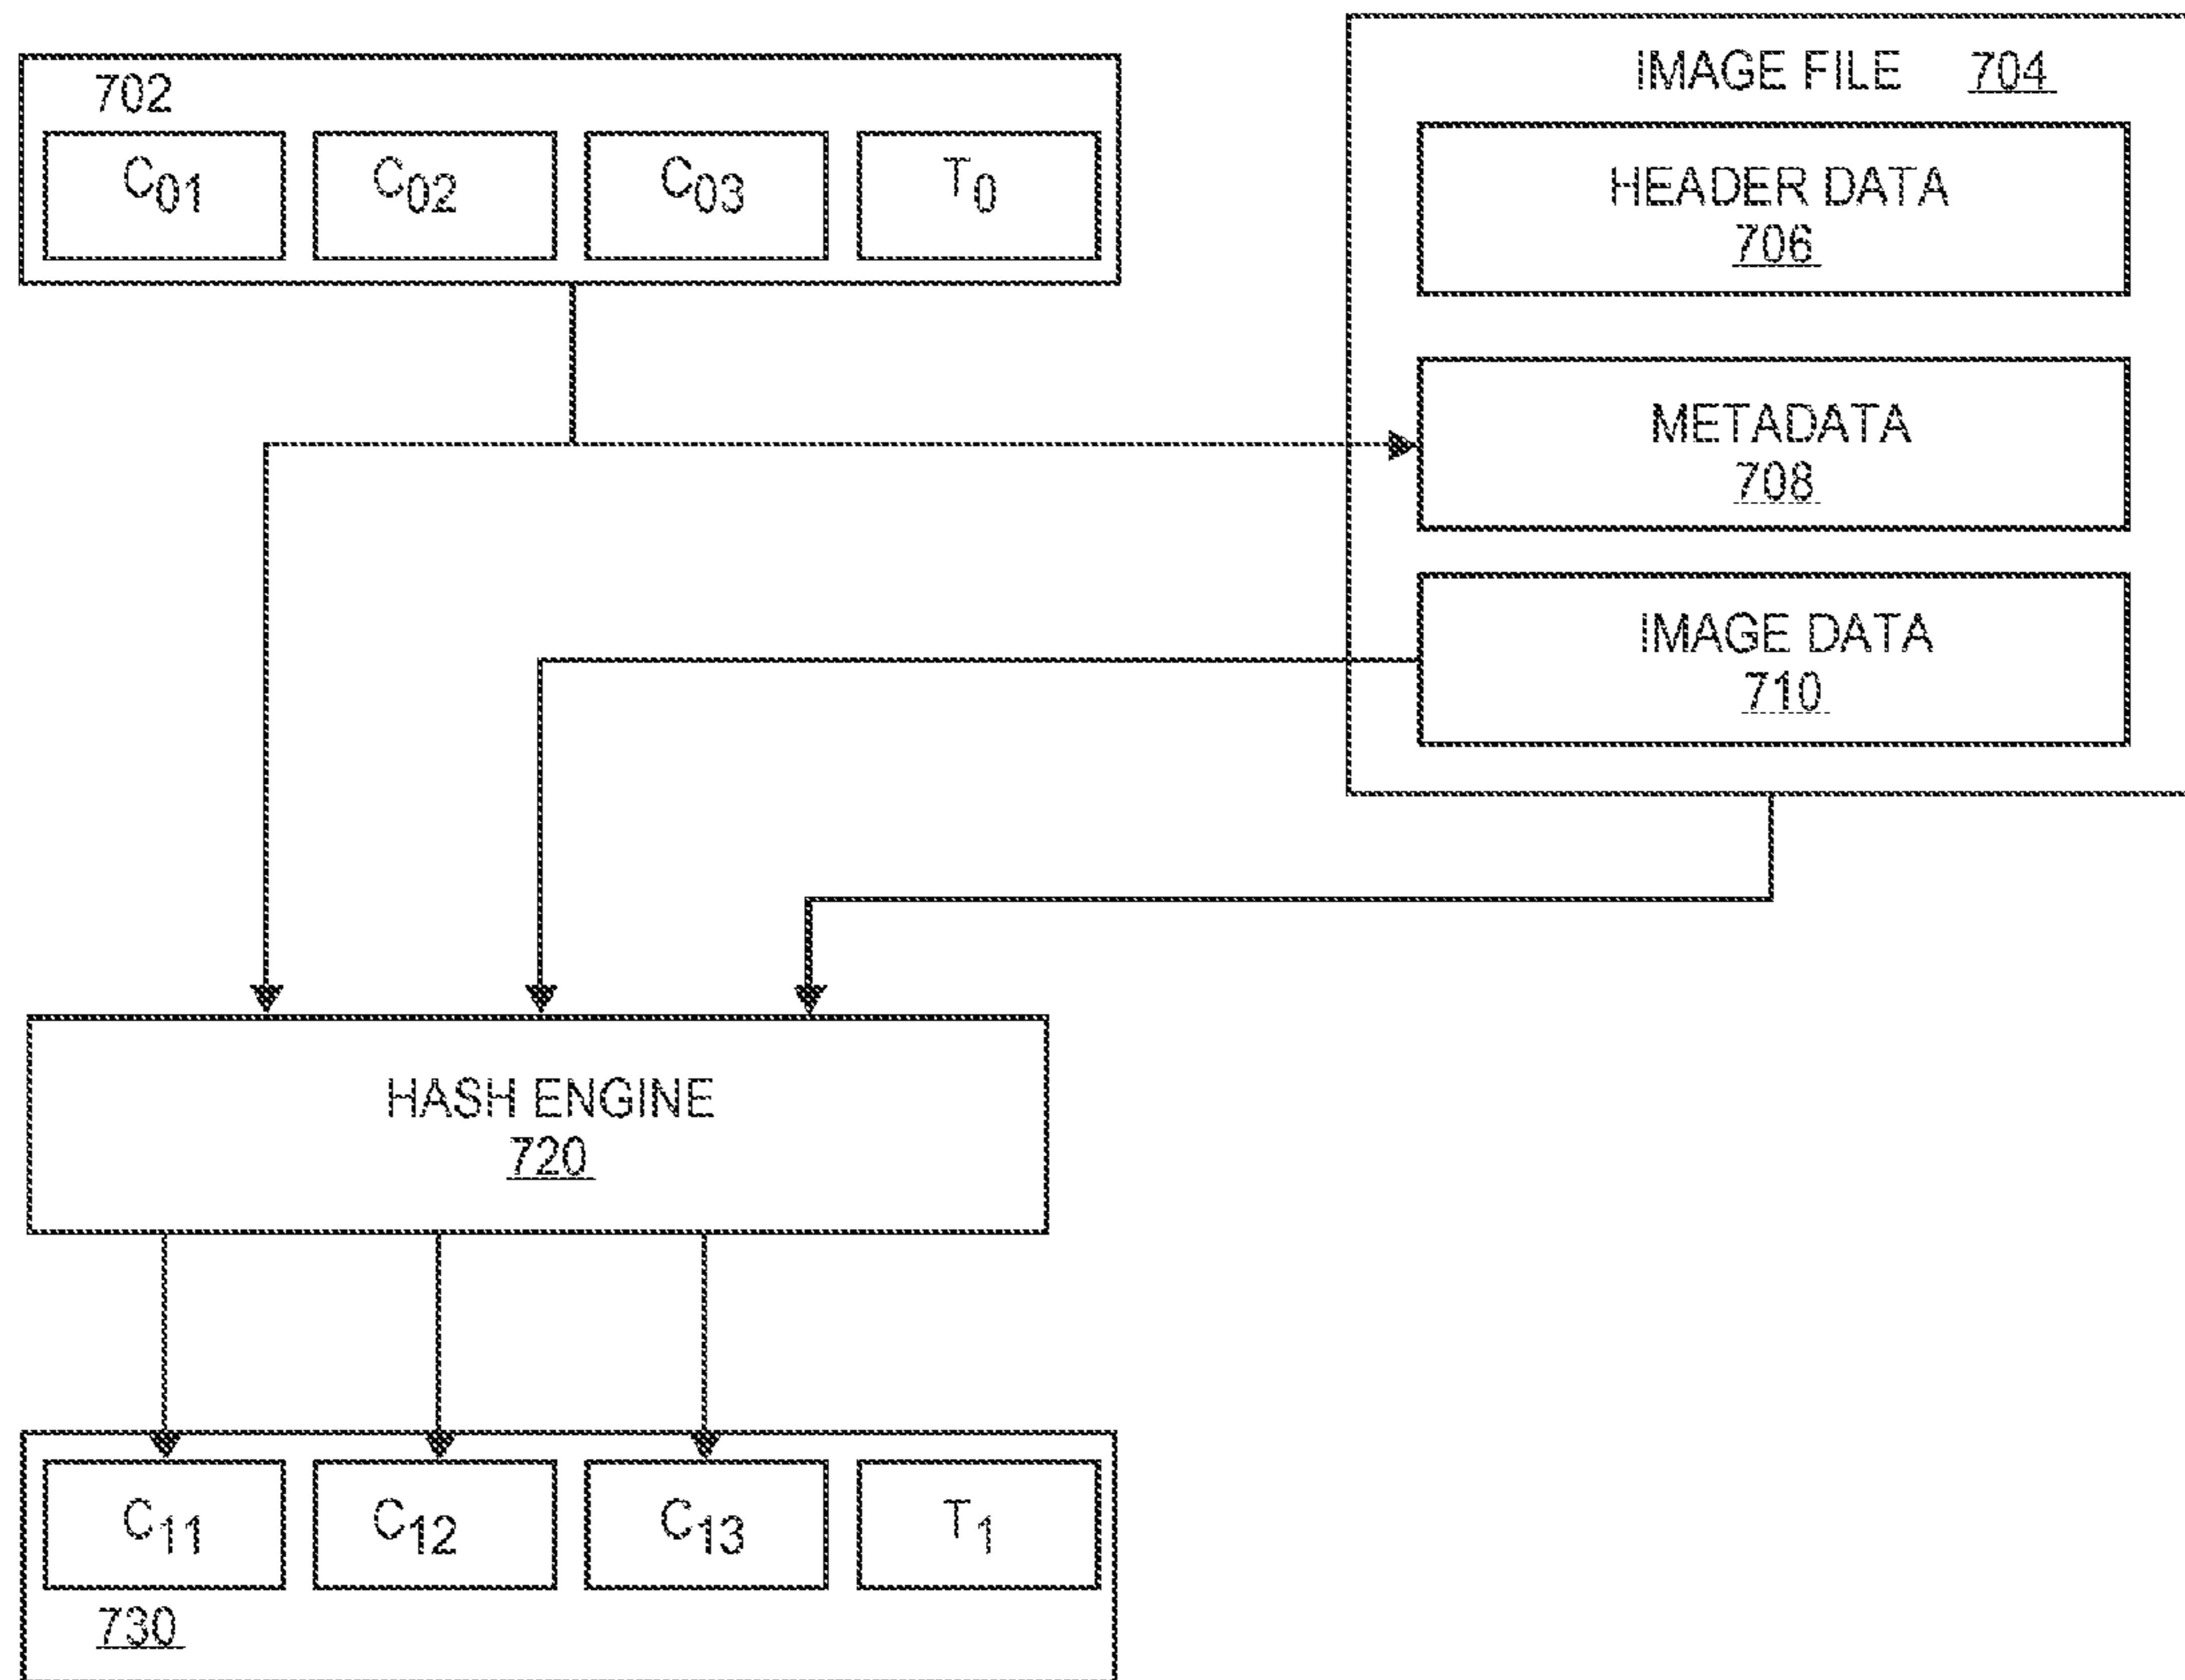 702
C01 C02 C03 T0
IMAGE FILE 704
HEADER DATA
706
METADATA
708
IMAGE DATA
710
HASH ENGINE
720
C11 C12 C13 T1
730